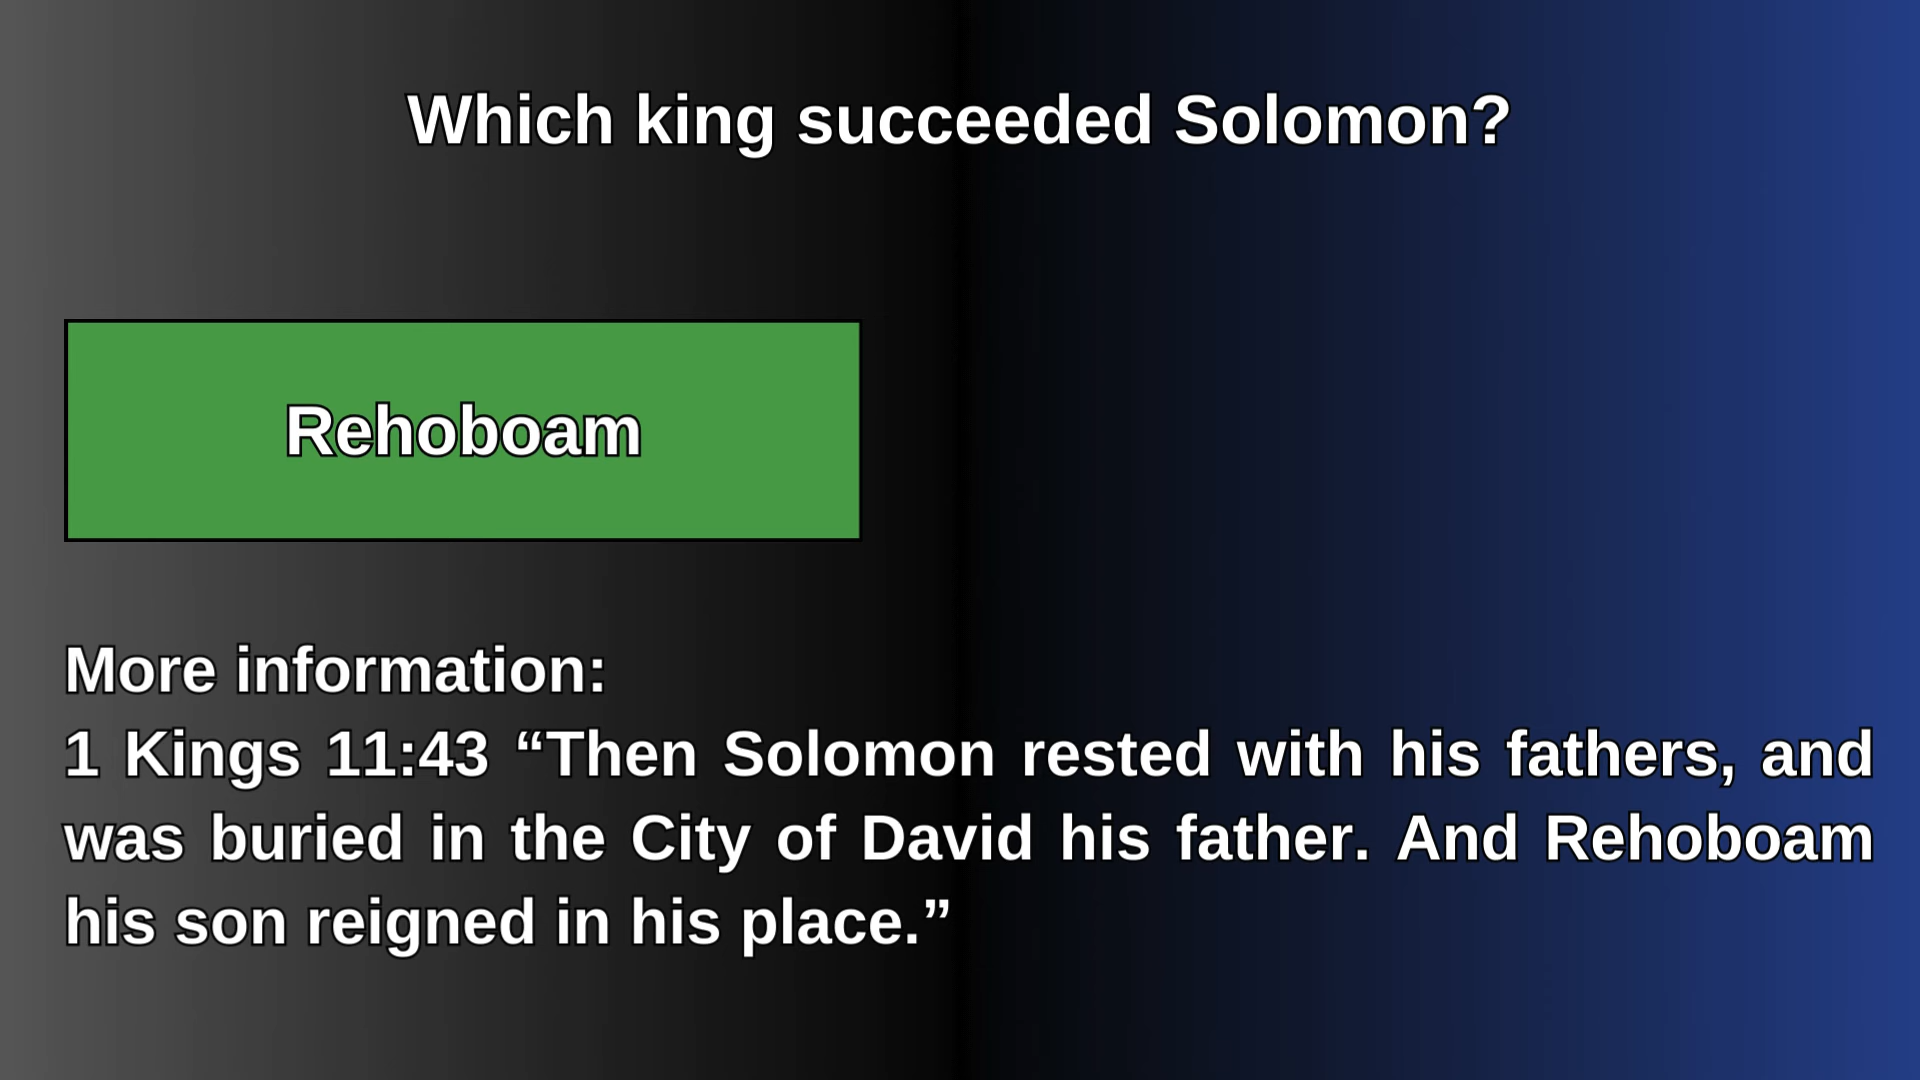 Which king succeeded Solomon?
Rehoboam
More information:
1 Kings 11:43 “Then Solomon rested with his fathers, and
was buried in the City of David his father. And Rehoboam
his son reigned in his place.”